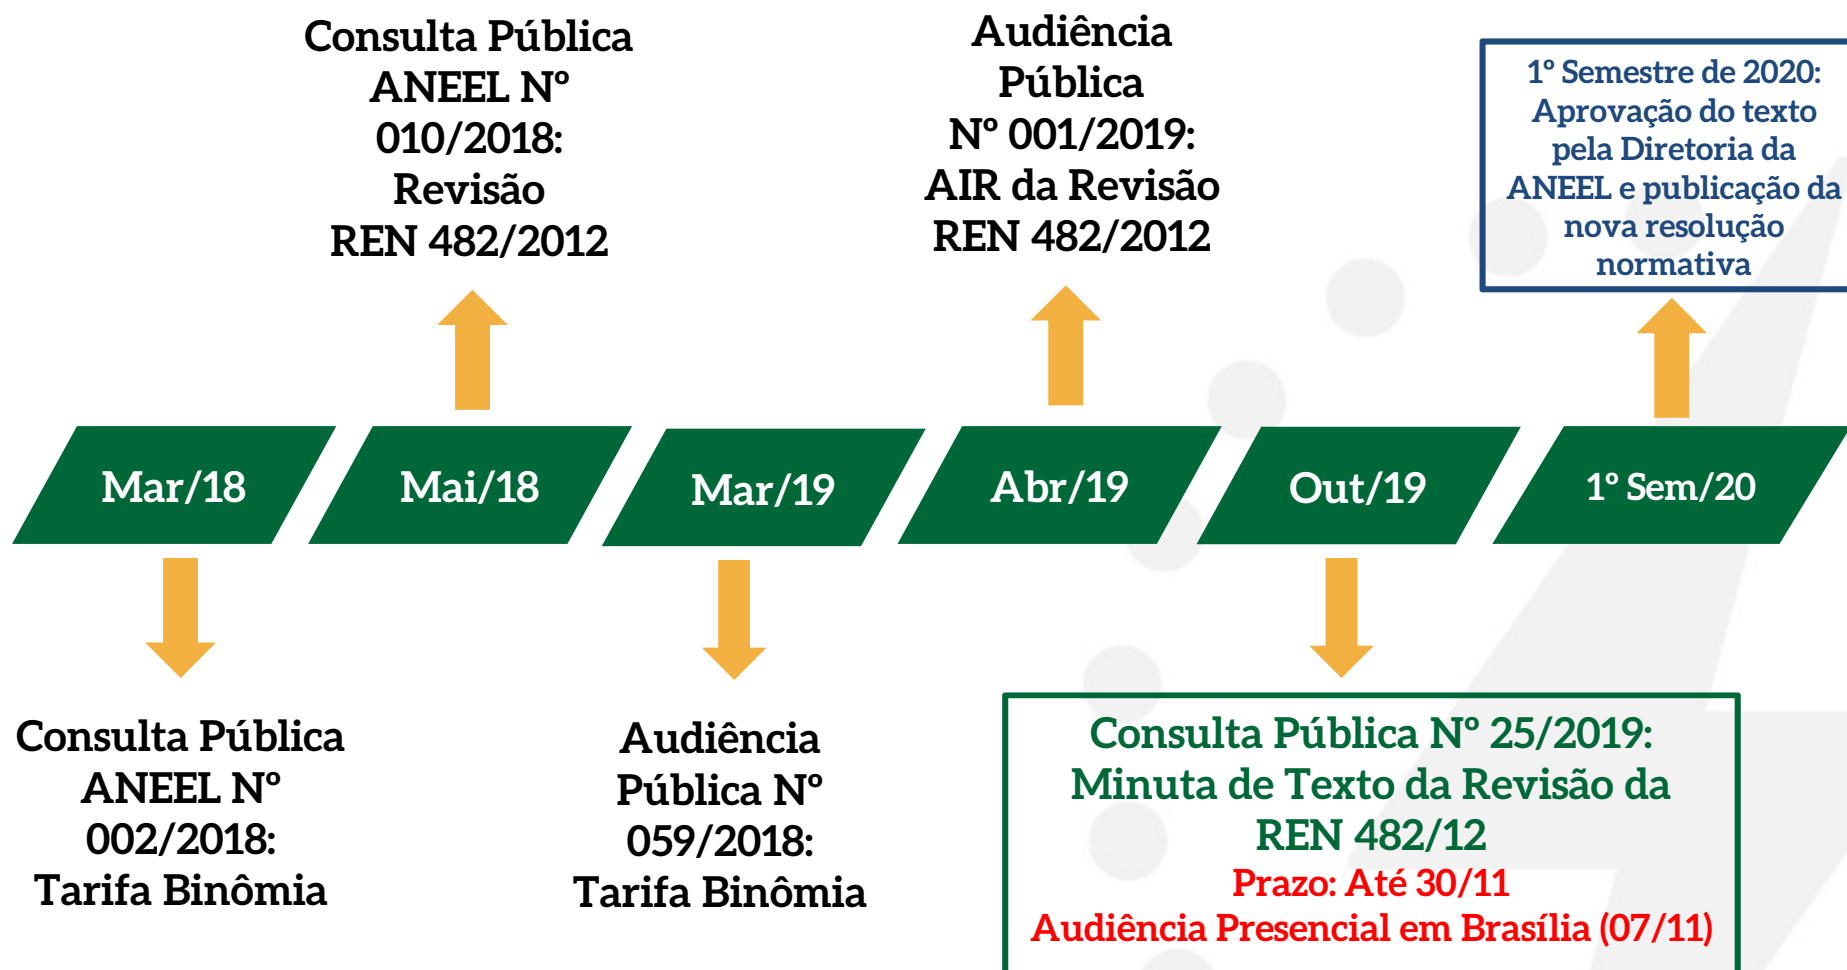 Consulta Pública
ANEEL Nº
010/2018:
Revisão
REN 482/2012
Audiência
Pública
Nº 001/2019:
AIR da Revisão
REN 482/2012
1º Semestre de 2020:
Aprovação do texto
pela Diretoria da
ANEEL e publicação da
nova resolução
normativa
Mar/18
Mai/18
Mar/19
Abr/19
Out/19
1º Sem/20
Consulta Pública
ANEEL Nº
002/2018:
Tarifa Binômia
Audiência
Pública Nº
059/2018:
Tarifa Binômia
Consulta Pública Nº 25/2019:
Minuta de Texto da Revisão da
REN 482/12
Prazo: Até 30/11
Audiência Presencial em Brasília (07/11)